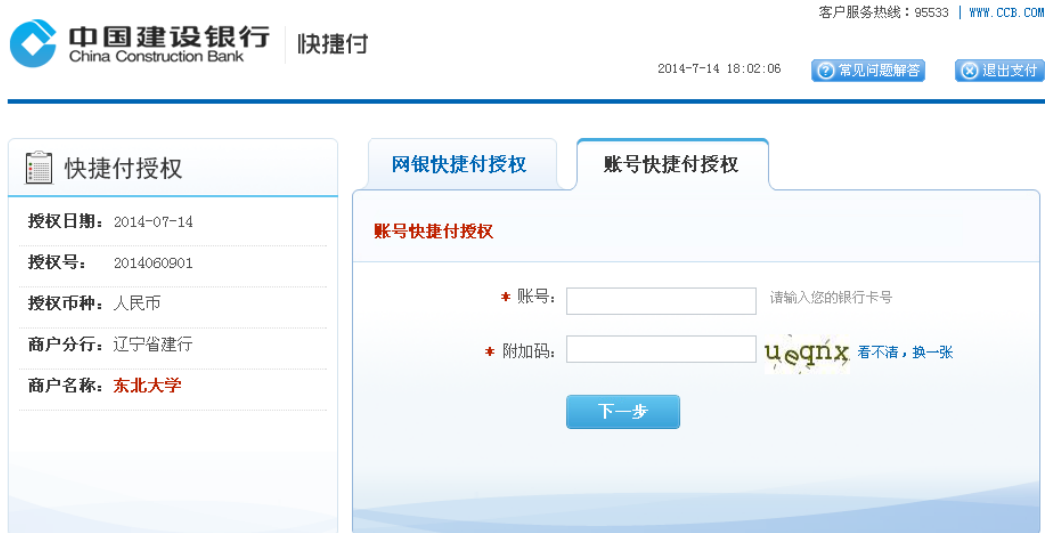 客户服务热线：95533 | WWW.CCB.COM
中国建设银行 快捷付
China Construction Bank
2014-7-14 18:02:06 常见问题解答 退出支付
快捷付授权
授权日期：2014-07-14
授权号： 2014060901
授权币种：人民币
商户分行：辽宁省建行
商户名称：东北大学
网银快捷付授权 账号快捷付授权
账号快捷付授权
* 账号： 请输入您的银行卡号
* 附加码： ueqnx 看不清，换一张
下一步